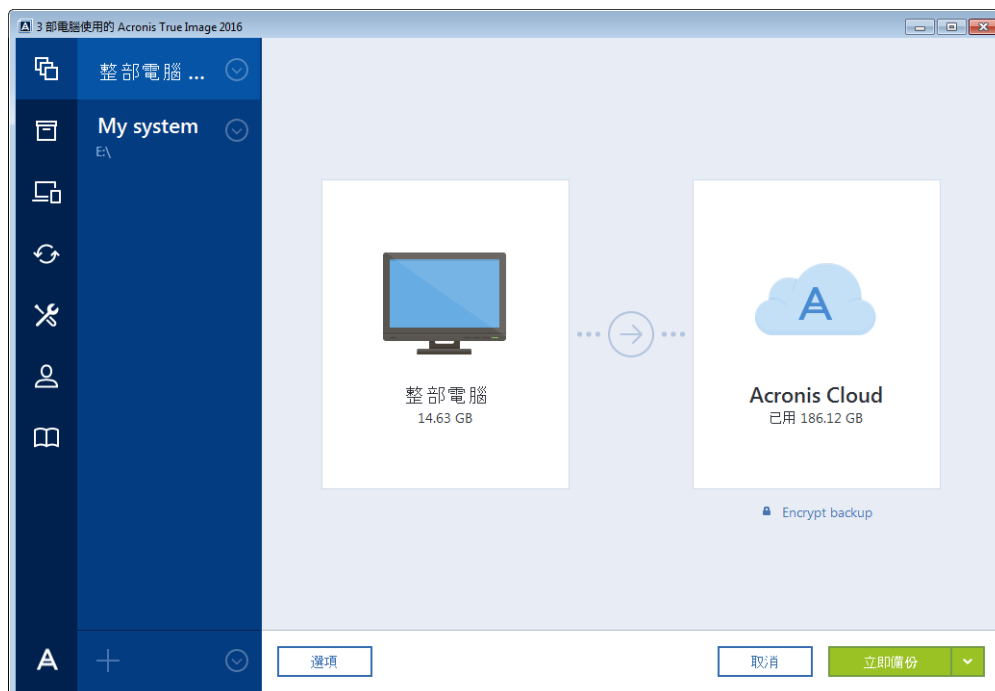 3 部電腦使用的 Acronis True Image 2016
整部電腦 ...
My system
E:\
整部電腦
14.63 GB
Acronis Cloud
已用 186.12 GB
Encrypt backup
選項
取消
立即備份